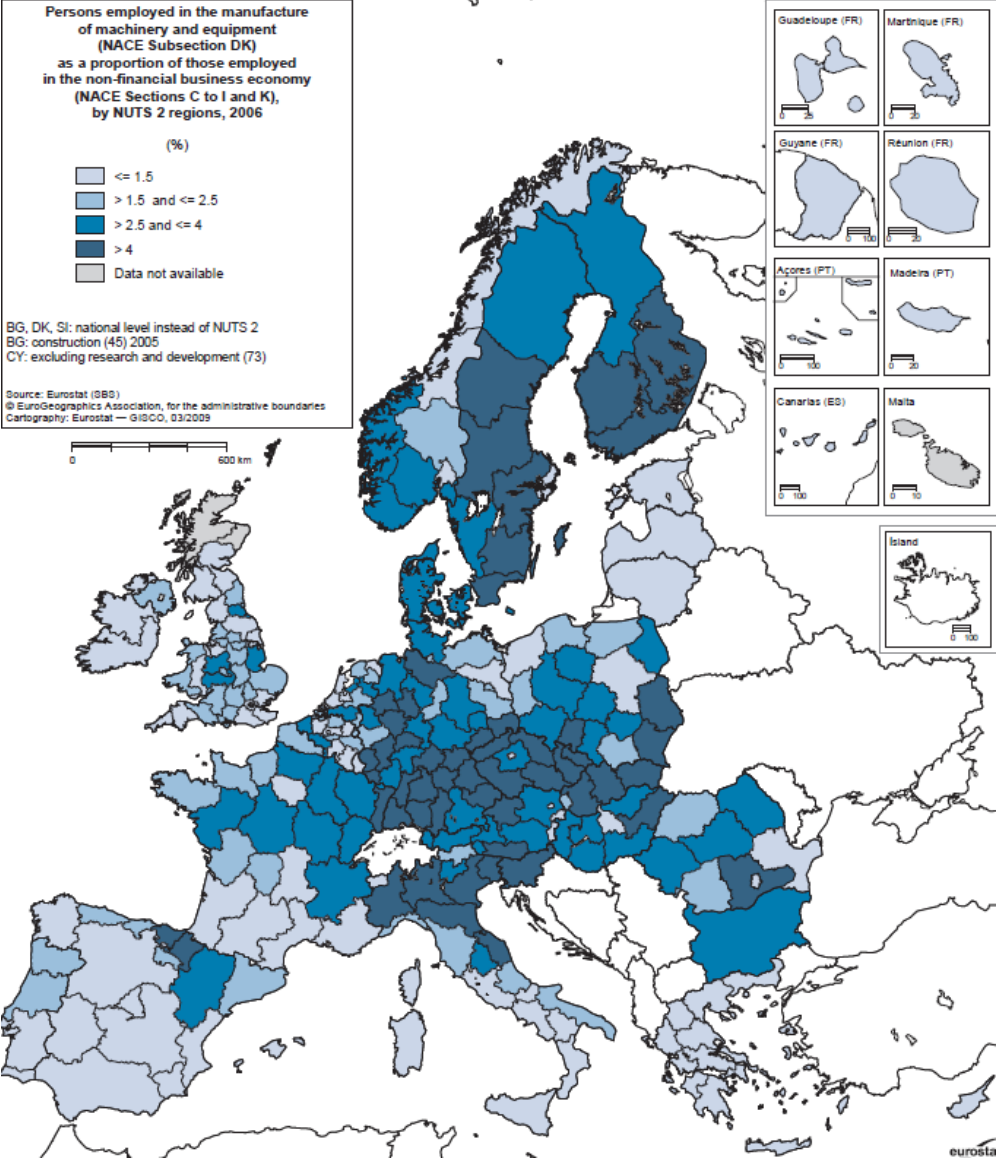 Persons employed in the manufacture
of machinery and equipment
(NACE Subsection DK)
as a proportion of those employed
in the non-financial business economy
(NACE Sections C to I and K),
by NUTS 2 regions, 2006
(%)
<= 1.5
> 1.5 and <= 2.5
> 2.5 and <= 4
> 4
Data not available
BG, DK, SI: national level instead of NUTS 2
BG: construction (45) 2005
CY: excluding research and development (73)
Source: Eurostat (SBS)
© EuroGeographics Association, for the administrative boundaries
Cartography: Eurostat — GISCO, 03/2009
0 600 km
Guadeloupe (FR)
0 25
Martinique (FR)
0 20
Guyane (FR)
0 100
Réunion (FR)
0 20
Açores (PT)
0 100
Madeira (PT)
0 20
Canarias (ES)
0 100
Malta
0 10
Ísland
0 100
eurosta